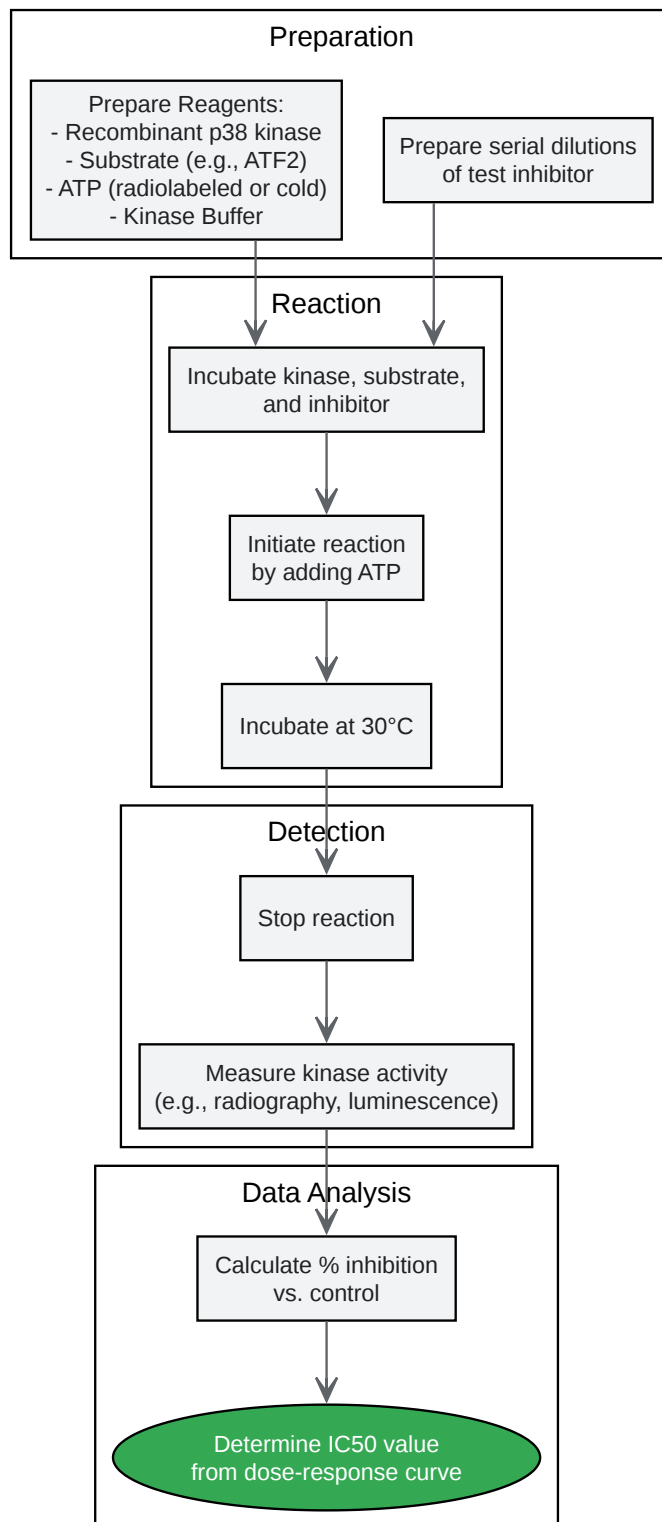 Preparation
Prepare Reagents:
- Recombinant p38 kinase
- Substrate (e.g., ATF2)
- ATP (radiolabeled or cold)
- Kinase Buffer
Prepare serial dilutions
of test inhibitor
Reaction
Incubate kinase, substrate,
and inhibitor
Initiate reaction
by adding ATP
Incubate at 30°C
Detection
Stop reaction
Measure kinase activity
(e.g., radiography, luminescence)
Data Analysis
Calculate % inhibition
vs. control
Determine IC50 value
from dose-response curve